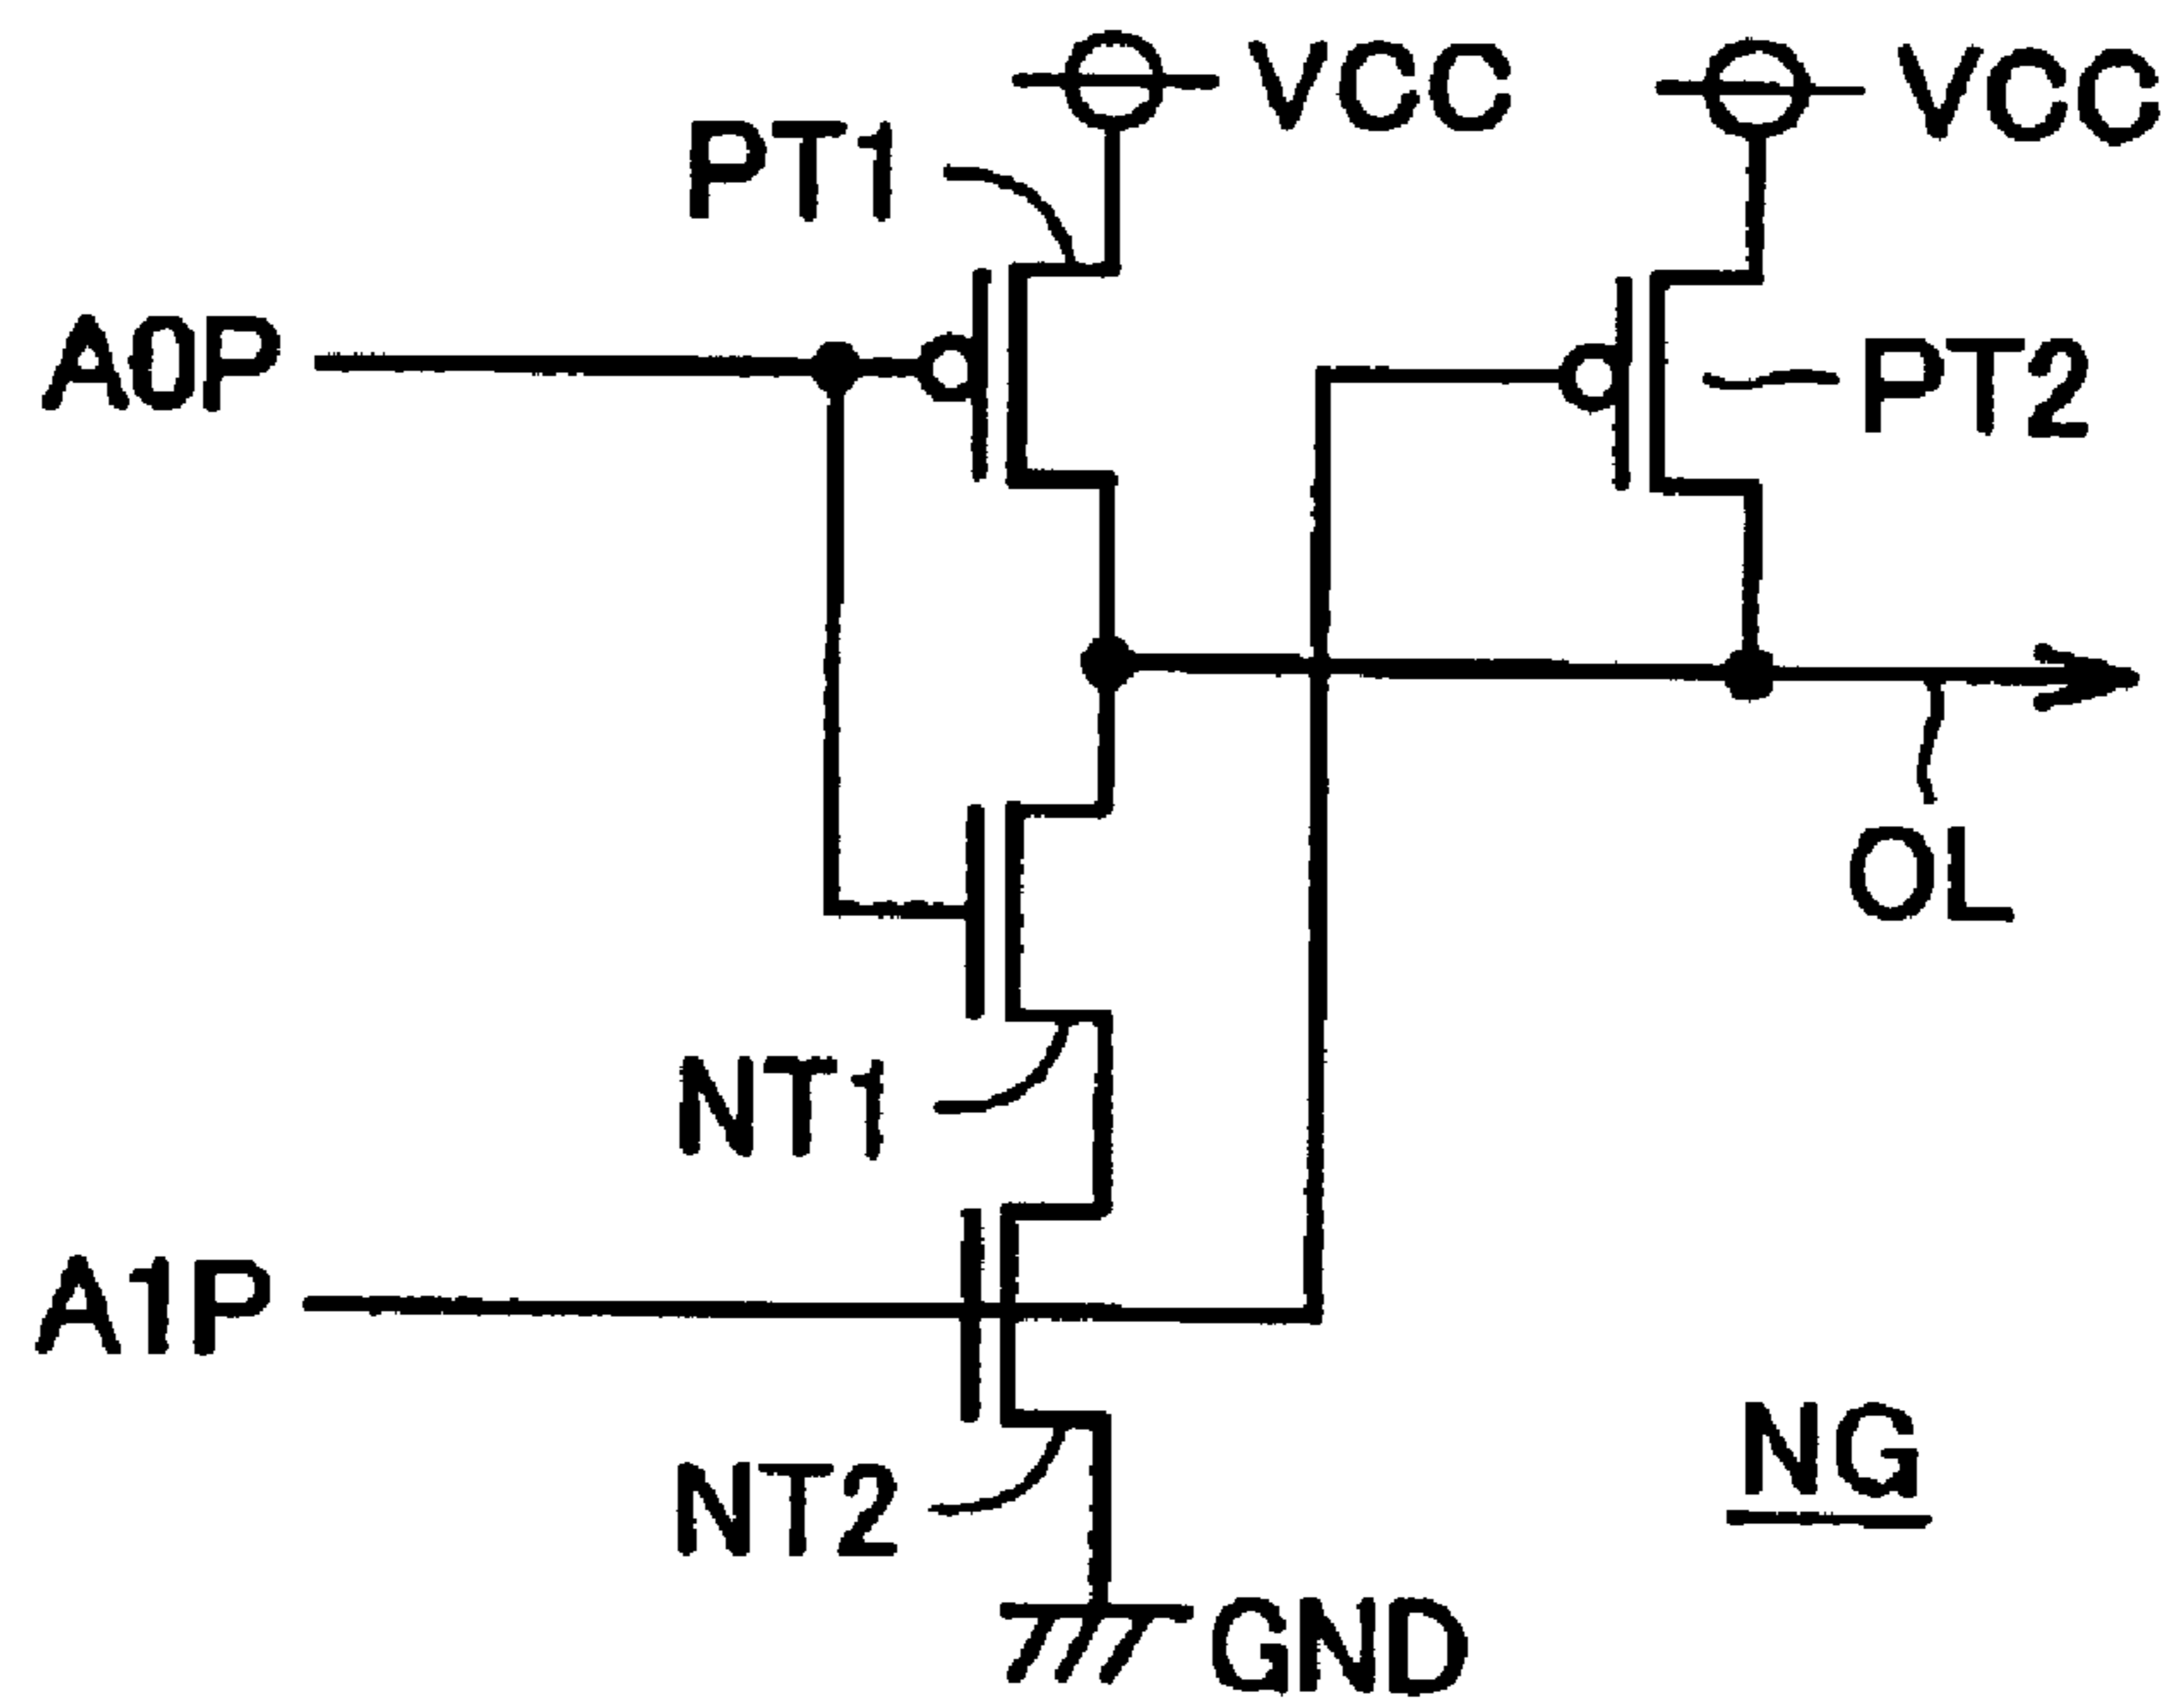 VCC
VCC
PT1
A0P
PT2
OL
NT1
A1P
NG
NT2
GND